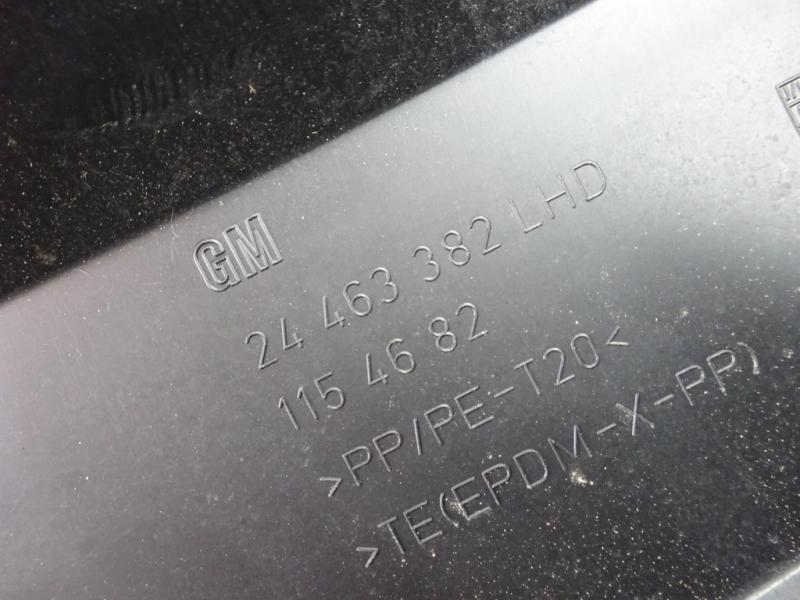 GM
24 463 382 LHD
115 46 82
>PP/PE-T20<
>TE(EPDM-X-PP)